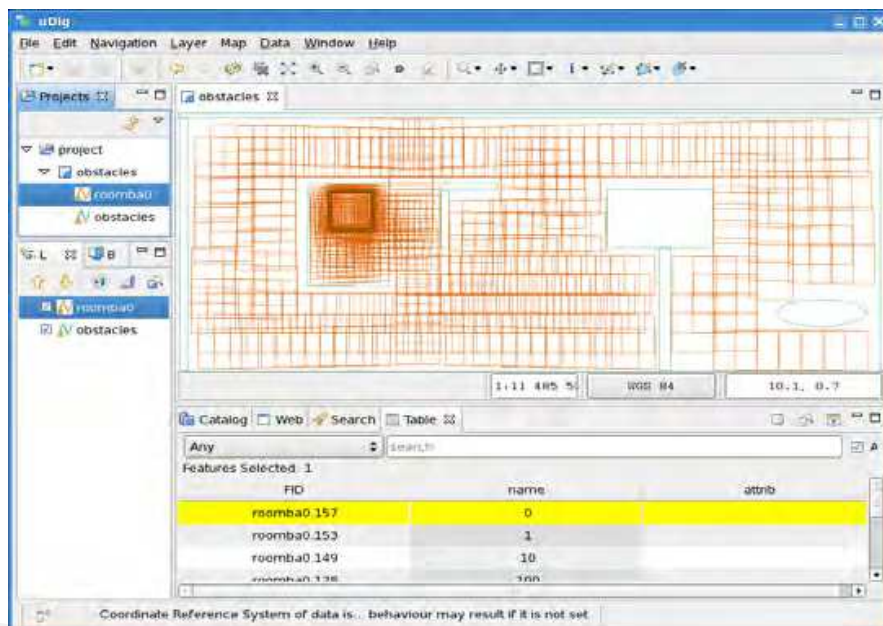 uDig
File Edit Navigation Layer Map Data Window Help
Projects
obstacles
project
obstacles
roomba0
obstacles
L
B
roomba0
obstacles
WGS 84
10.1, 0.7
Catalog Web Search Table
Any
search
A
Features Selected: 1
FID name attrib
roomba0.157 0
roomba0.153 1
roomba0.149 10
100
Coordinate Reference System of data is... behaviour may result if it is not set